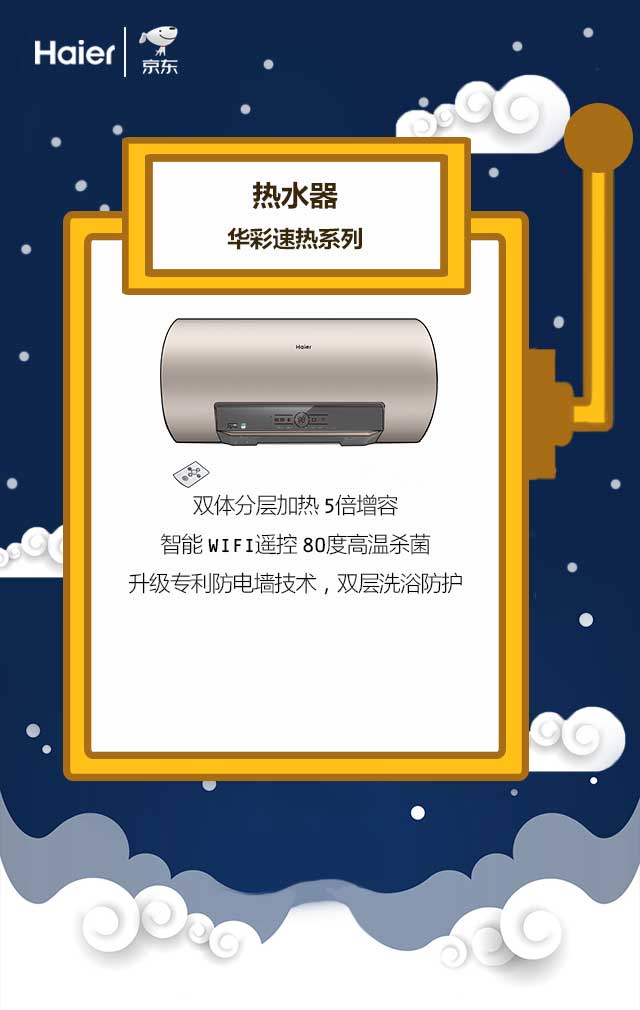 Haier
京东
热水器
华彩速热系列
Haier
双体分层加热 5倍增容
智能 WIFI遥控 80度高温杀菌
升级专利防电墙技术，双层洗浴防护